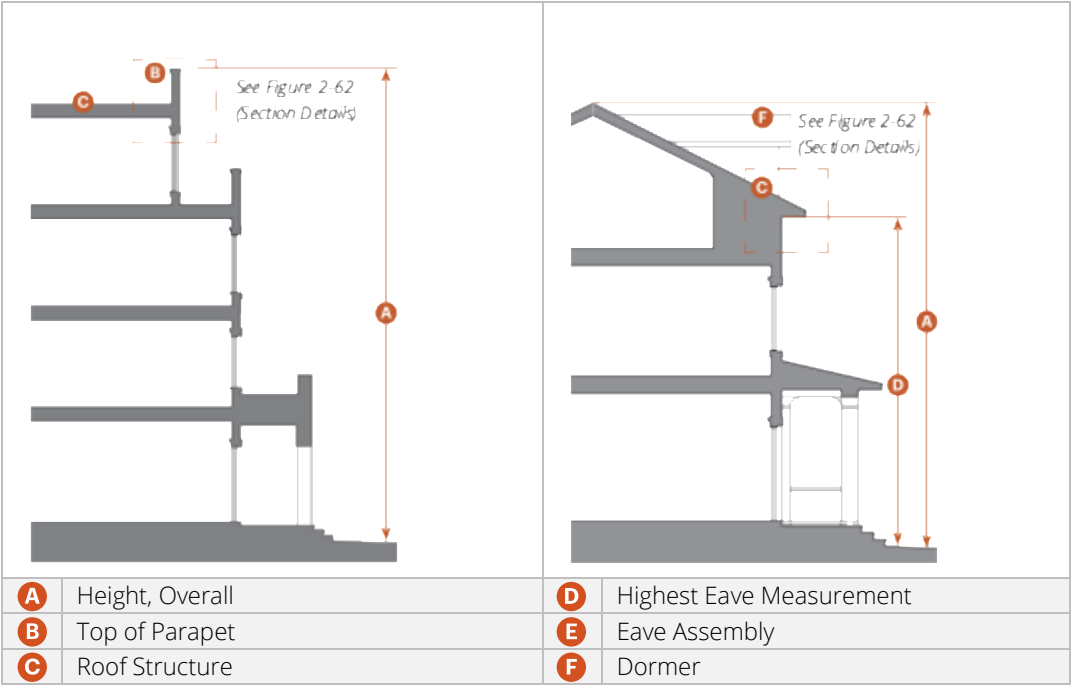 B
C
See Figure 2-62
(Section Details)
A
F
See Figure 2-62
(Section Details)
C
A
D
A Height, Overall
D Highest Eave Measurement
B Top of Parapet
E Eave Assembly
C Roof Structure
F Dormer